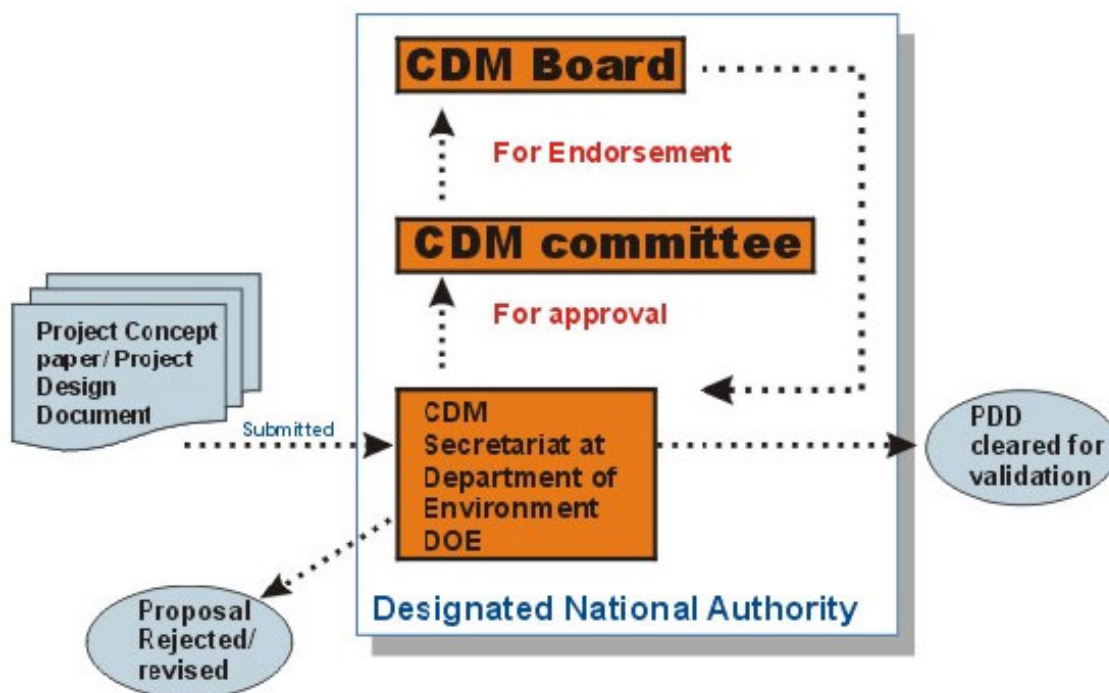 CDM Board
For Endorsement
CDM committee
For approval
Project Concept
paper/ Project
Design
Document
Submitted
CDM
Secretariat at
Department of
Environment
DOE
PDD
cleared for
validation
Proposal
Rejected/
revised
Designated National Authority